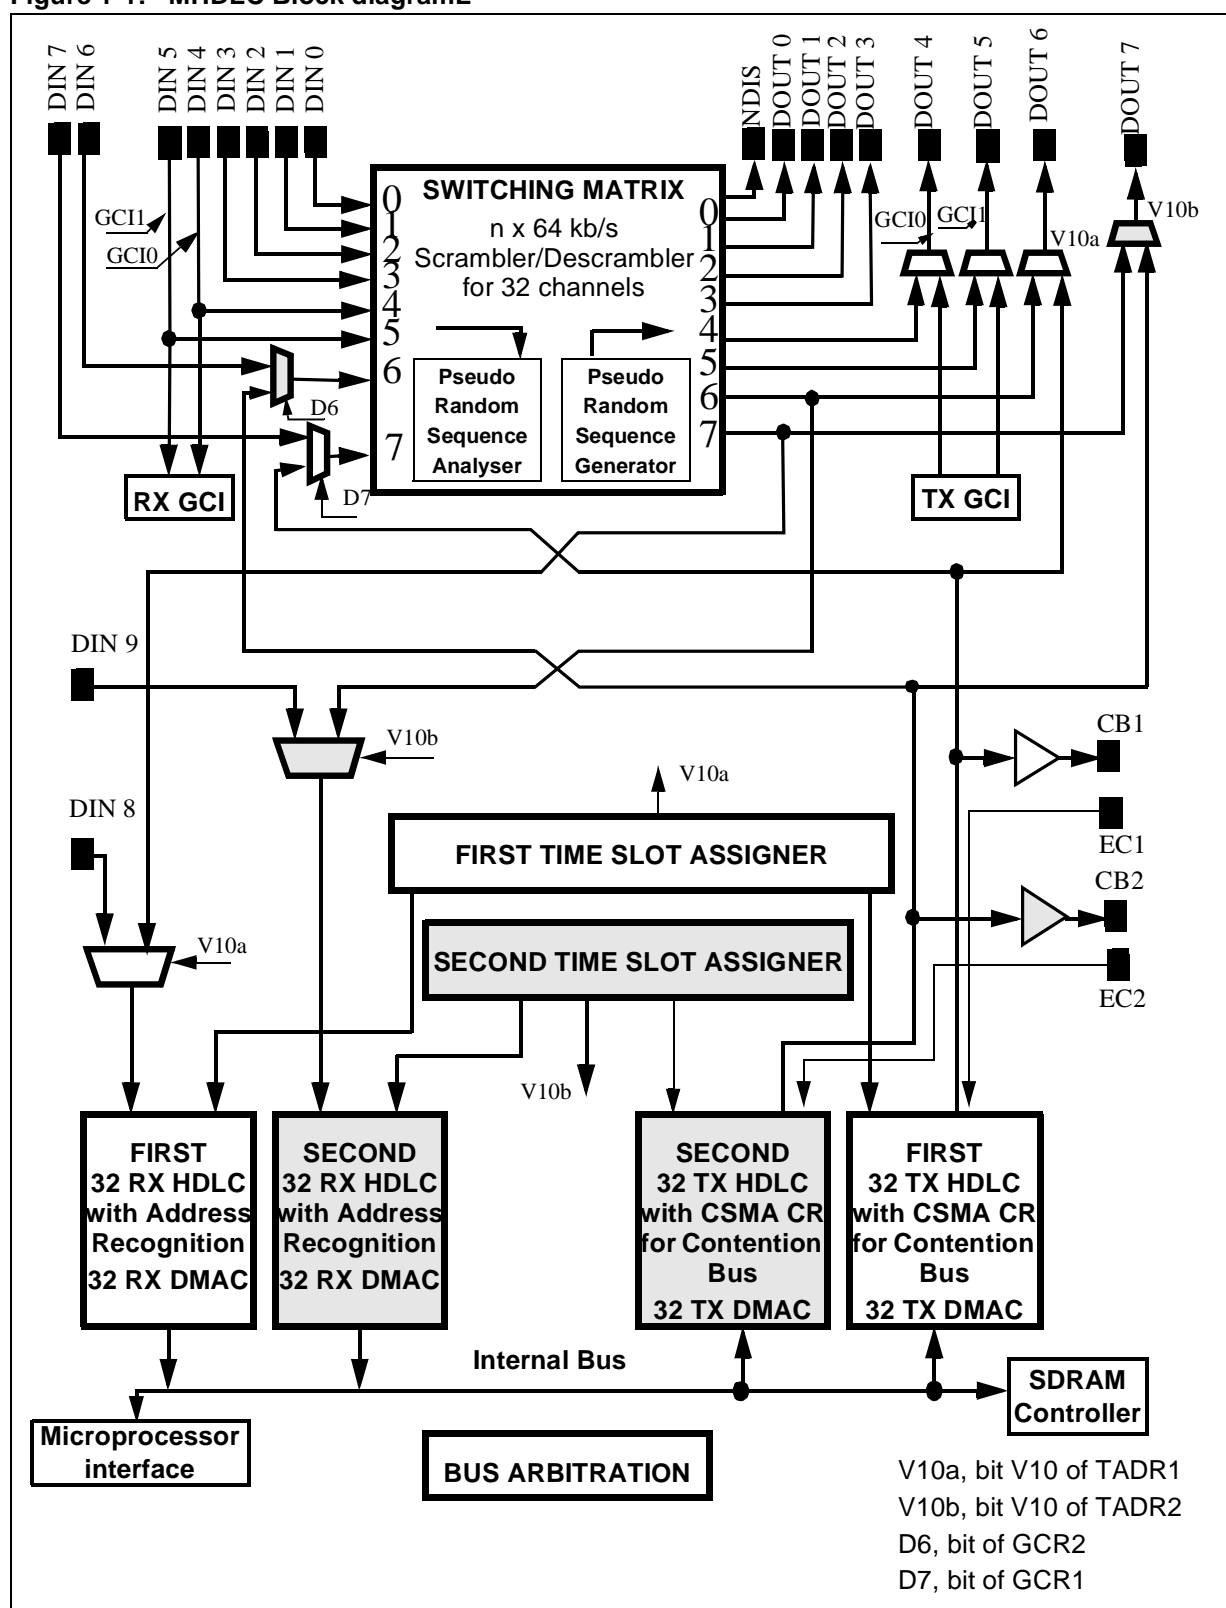 DIN 7
DIN 6
DIN 5
DIN 4
DIN 3
DIN 2
DIN 1
DIN 0
NDIS
DOUT 0
DOUT 1
DOUT 2
DOUT 3
DOUT 4
DOUT 5
DOUT 6
DOUT 7
GCI1
GCI0
0
1
2
3
4
5
6
7
SWITCHING MATRIX
n x 64 kb/s
Scrambler/Descrambler
for 32 channels
Pseudo
Random
Sequence
Analyser
Pseudo
Random
Sequence
Generator
0
1
2
3
4
5
6
7
GCI0
GCI1
V10a
V10b
D6
D7
RX GCI
TX GCI
DIN 9
V10b
CB1
V10a
DIN 8
EC1
FIRST TIME SLOT ASSIGNER
CB2
V10a
SECOND TIME SLOT ASSIGNER
EC2
V10b
FIRST
32 RX HDLC
with Address
Recognition
32 RX DMAC
SECOND
32 RX HDLC
with Address
Recognition
32 RX DMAC
SECOND
32 TX HDLC
with CSMA CR
for Contention
Bus
32 TX DMAC
FIRST
32 TX HDLC
with CSMA CR
for Contention
Bus
32 TX DMAC
Internal Bus
SDRAM
Controller
Microprocessor
interface
BUS ARBITRATION
V10a, bit V10 of TADR1
V10b, bit V10 of TADR2
D6, bit of GCR2
D7, bit of GCR1